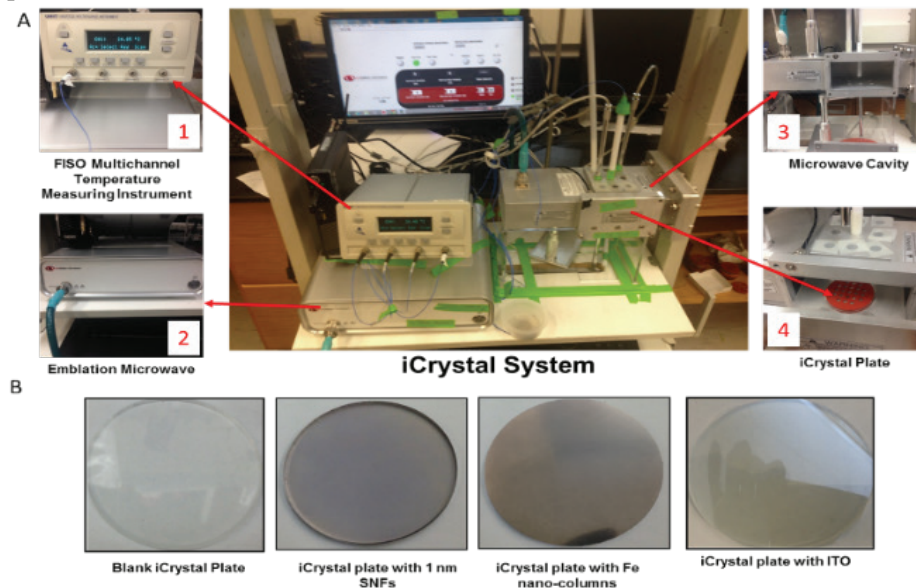 A
1
FISO Multichannel
Temperature
Measuring Instrument
2
Emblation Microwave
iCrystal System
3
Microwave Cavity
4
iCrystal Plate
B
Blank iCrystal Plate
iCrystal plate with 1 nm
SNFs
iCrystal plate with Fe
nano-columns
iCrystal plate with ITO